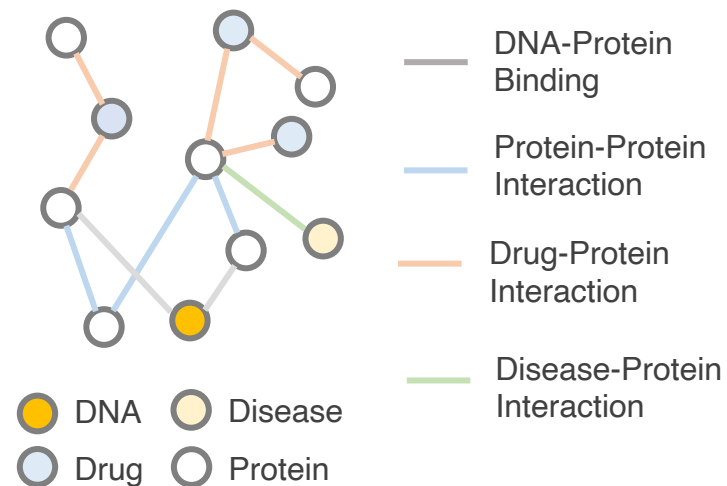 DNA-Protein
Binding
Protein-Protein
Interaction
Drug-Protein
Interaction
Disease-Protein
Interaction
DNA
Disease
Drug
Protein